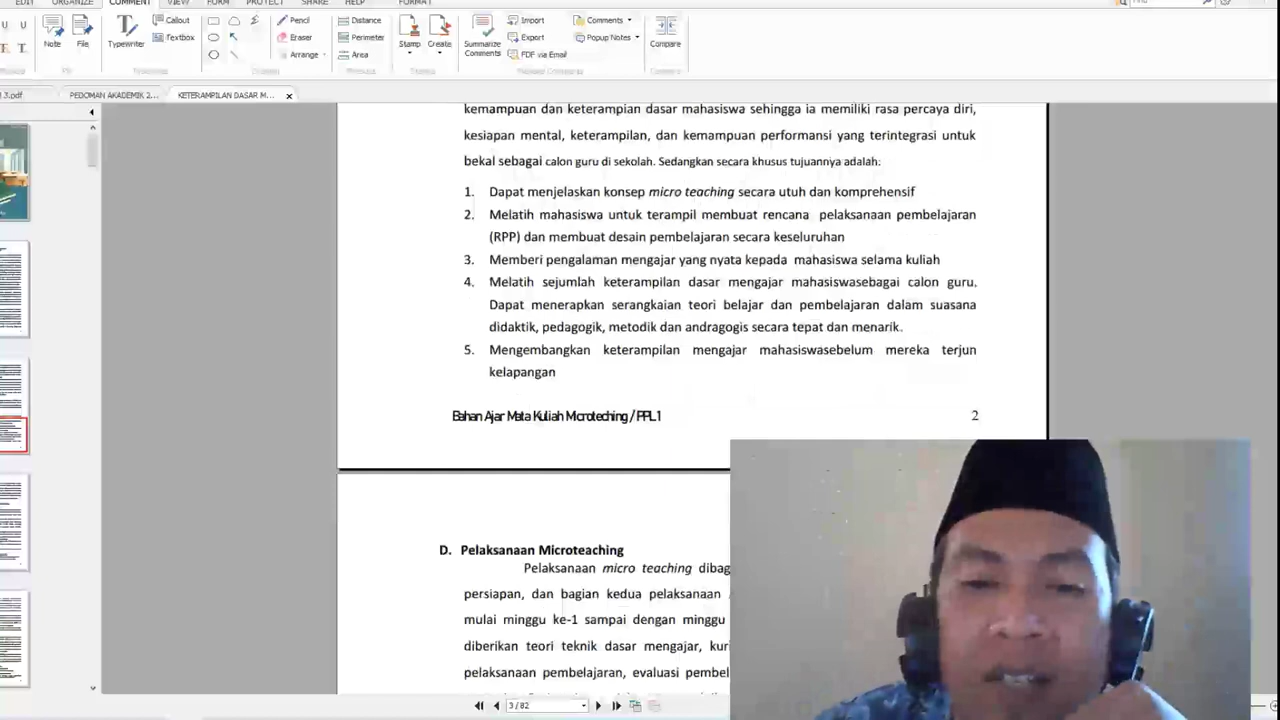 EDIT ORGANIZE COMMENT VIEW FORM PROTECT SHARE HELP FORMAT Find
Note File Typewriter Callout Textbox Pencil Eraser Arrange Distance Perimeter Area Stamp Create Summarize Comments Import Export PDF via Email Comments Popup Notes Compare
3.pdf PEDOMAN AKADEMIK 2... KETERAMPILAN DASAR M...
kemampuan dan keterampian dasar mahasiswa sehingga ia memiliki rasa percaya diri,
kesiapan mental, keterampilan, dan kemampuan performansi yang terintegrasi untuk
bekal sebagai calon guru di sekolah. Sedangkan secara khusus tujuannya adalah:
1. Dapat menjelaskan konsep micro teaching secara utuh dan komprehensif
2. Melatih mahasiswa untuk terampil membuat rencana pelaksanaan pembelajaran
(RPP) dan membuat desain pembelajaran secara keseluruhan
3. Memberi pengalaman mengajar yang nyata kepada mahasiswa selama kuliah
4. Melatih sejumlah keterampilan dasar mengajar mahasiswasebagai calon guru.
Dapat menerapkan serangkaian teori belajar dan pembelajaran dalam suasana
didaktik, pedagogik, metodik dan andragogis secara tepat dan menarik.
5. Mengembangkan keterampilan mengajar mahasiswasebelum mereka terjun
kelapangan
Bahan Ajar Mata Kuliah Microteching / PPL1 2
D. Pelaksanaan Microteaching
Pelaksanaan micro teaching dibag
persiapan, dan bagian kedua pelaksanaan
mulai minggu ke-1 sampai dengan minggu
diberikan teori teknik dasar mengajar, kuri
pelaksanaan pembelajaran, evaluasi pembel
3 / 82